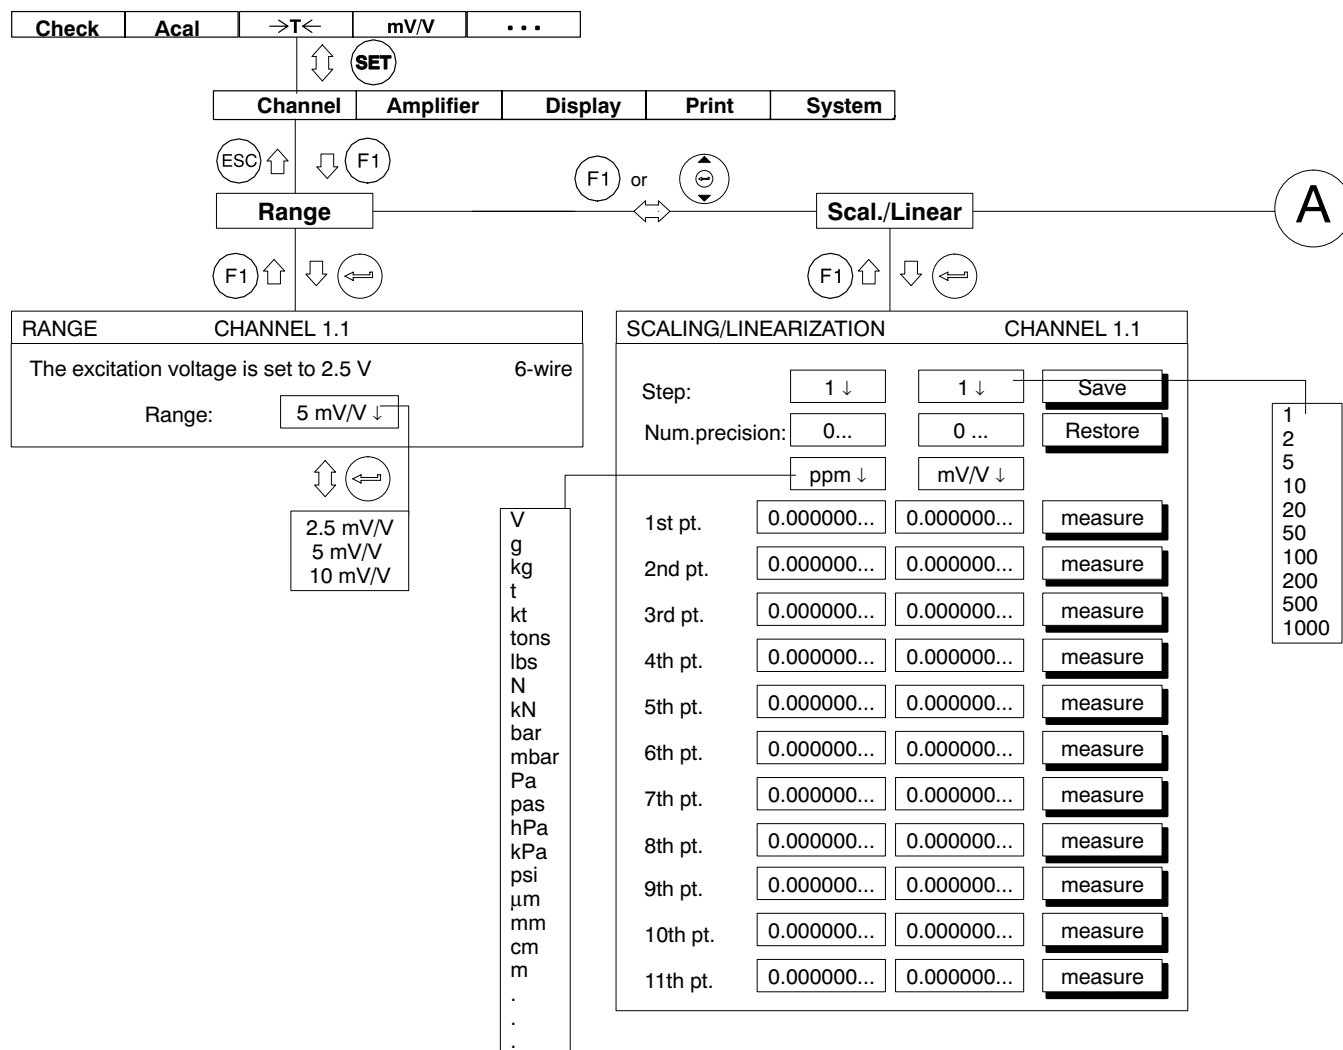 Check Acal →T← mV/V ...
SET
Channel Amplifier Display Print System
ESC F1
F1 or
Range Scal./Linear A
F1
F1
RANGE CHANNEL 1.1
The excitation voltage is set to 2.5 V 6-wire
Range: 5 mV/V ↓
2.5 mV/V
5 mV/V
10 mV/V
SCALING/LINEARIZATION CHANNEL 1.1
Step: 1 ↓ 1 ↓ Save
Num.precision: 0... 0 ... Restore
ppm ↓ mV/V ↓
1st pt. 0.000000... 0.000000... measure
2nd pt. 0.000000... 0.000000... measure
3rd pt. 0.000000... 0.000000... measure
4th pt. 0.000000... 0.000000... measure
5th pt. 0.000000... 0.000000... measure
6th pt. 0.000000... 0.000000... measure
7th pt. 0.000000... 0.000000... measure
8th pt. 0.000000... 0.000000... measure
9th pt. 0.000000... 0.000000... measure
10th pt. 0.000000... 0.000000... measure
11th pt. 0.000000... 0.000000... measure
V
g
kg
t
kt
tons
lbs
N
kN
bar
mbar
Pa
pas
hPa
kPa
psi
µm
mm
cm
m
.
.
.
1
2
5
10
20
50
100
200
500
1000